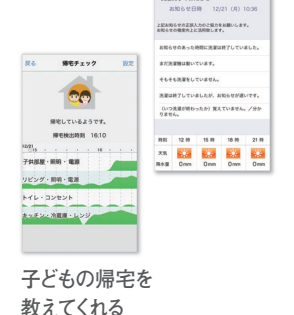 戻る 帰宅チェック 設定
帰宅しているようです。
帰宅検出時刻 16:10
12/21
子供部屋・照明・電源
リビング・照明・電源
トイレ・コンセント
キッチン・冷蔵庫・レンジ
お知らせ日時 12/21 (月) 10:36
上記お知らせの正誤入力のご協力をお願いします。
お知らせの精度向上に活用致します。
お知らせのあった時間に洗濯は終了していました。
まだ洗濯機は動いています。
そもそも洗濯をしていません。
洗濯は終了していましたが、お知らせが遅いです。
(いつ洗濯が終わったか) 覚えていません。／分かりません。
時刻 12時 15時 18時 21時
天気
降水量 0mm 0mm 0mm 0mm
子どもの帰宅を
教えてくれる